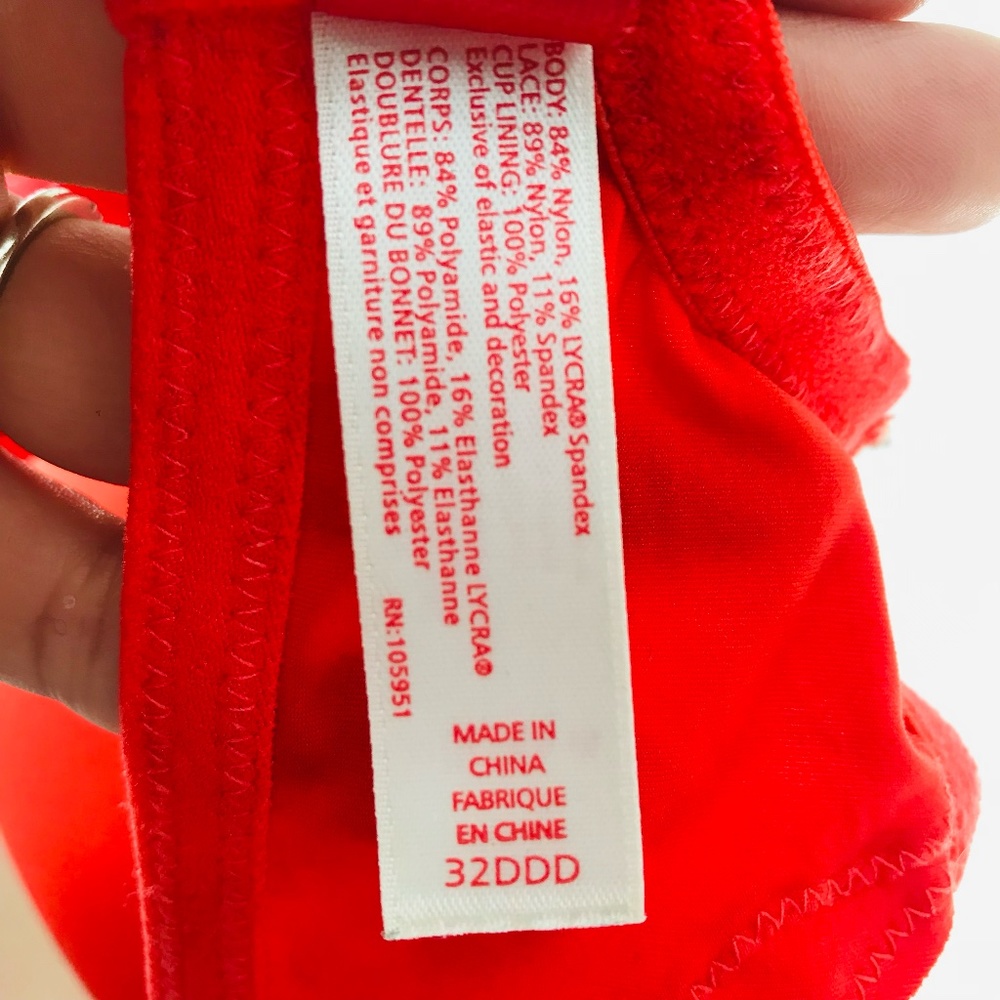 BODY: 84% Nylon, 16% LYCRA® Spandex
LACE: 89% Nylon, 11% Spandex
CUP LINING: 100% Polyester
Exclusive of elastic and decoration
CORPS: 84% Polyamide, 16% Elasthanne LYCRA®
DENTELLE: 89% Polyamide, 11% Elasthanne
DOUBLURE DU BONNET: 100% Polyester
Elastique et garniture non comprises
RN:105951
MADE IN
CHINA
FABRIQUE
EN CHINE
32DDD